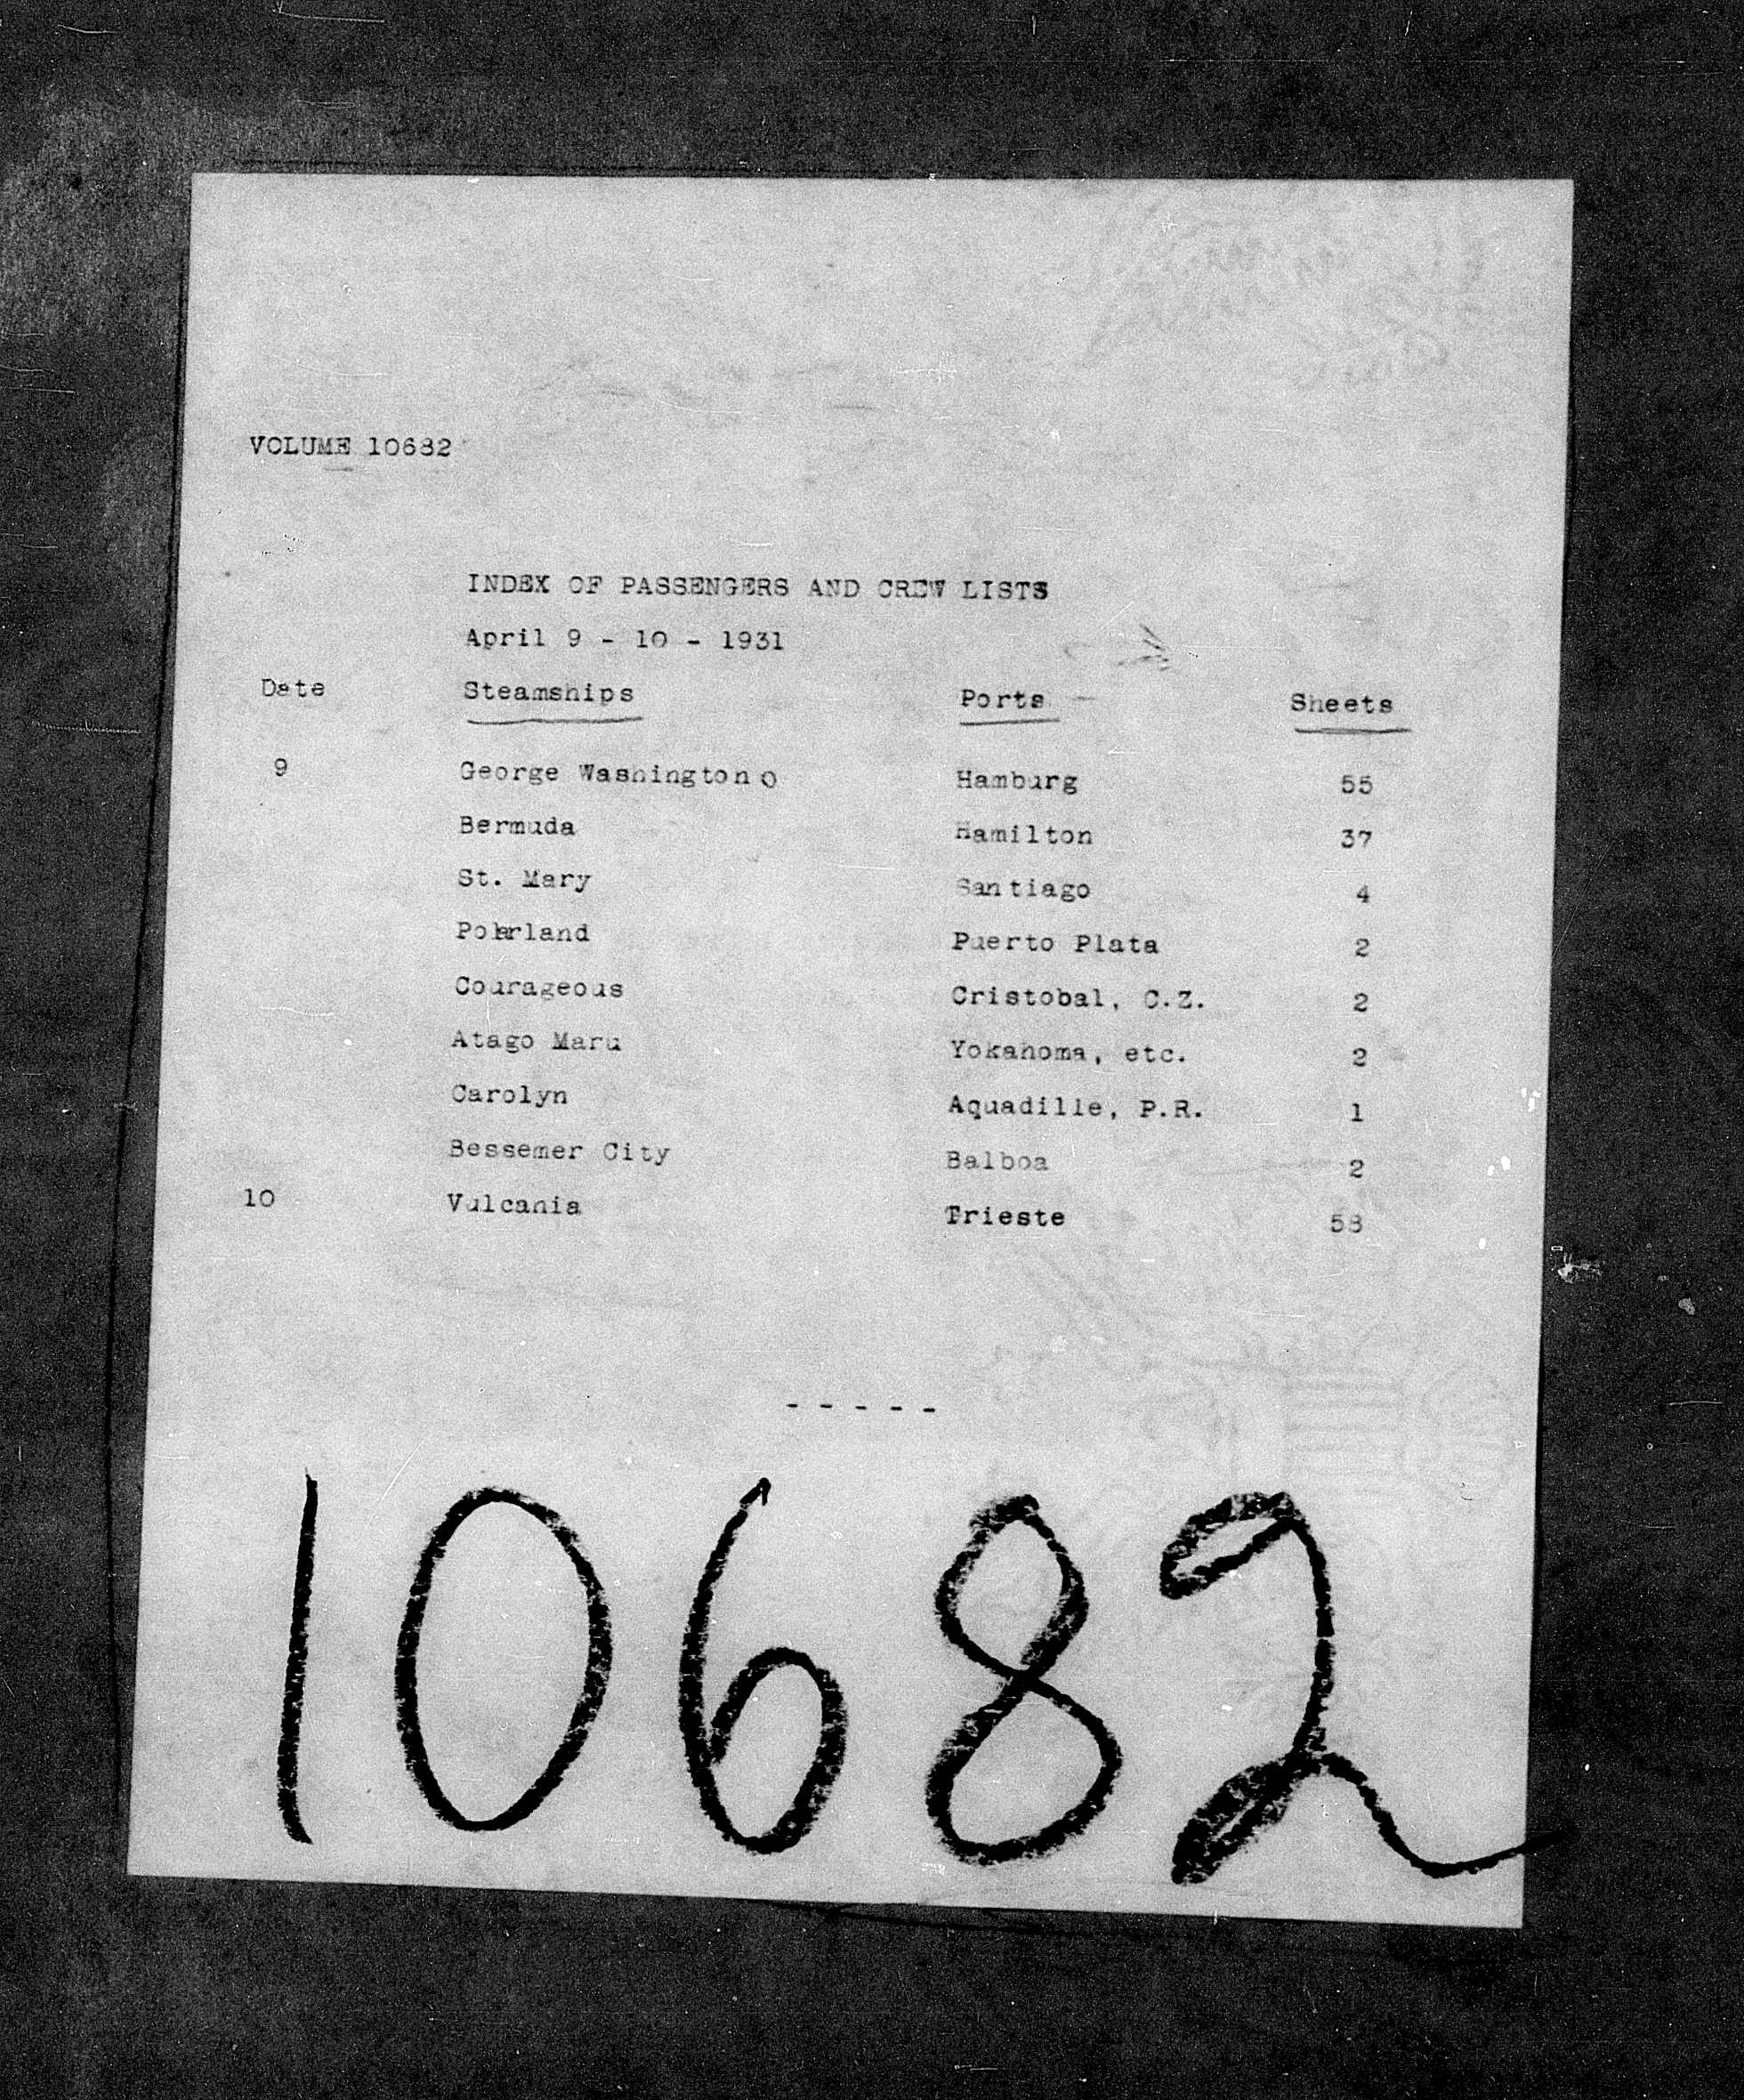 VOLUME 10682
INDEX OF PASSENGERS AND CREW LISTS
April 9 - 10 - 1931
Date Steamships Ports Sheets
9 George Washington o Hamburg 55
Bermuda Hamilton 37
St. Mary Santiago 4
Polarland Puerto Plata 2
Courageous Cristobal, C.Z. 2
Atago Maru Yokahoma, etc. 2
Carolyn Aquadille, P.R. 1
Bessemer City Balboa 2
10 Vulcania Trieste 58
- - - - -
10682